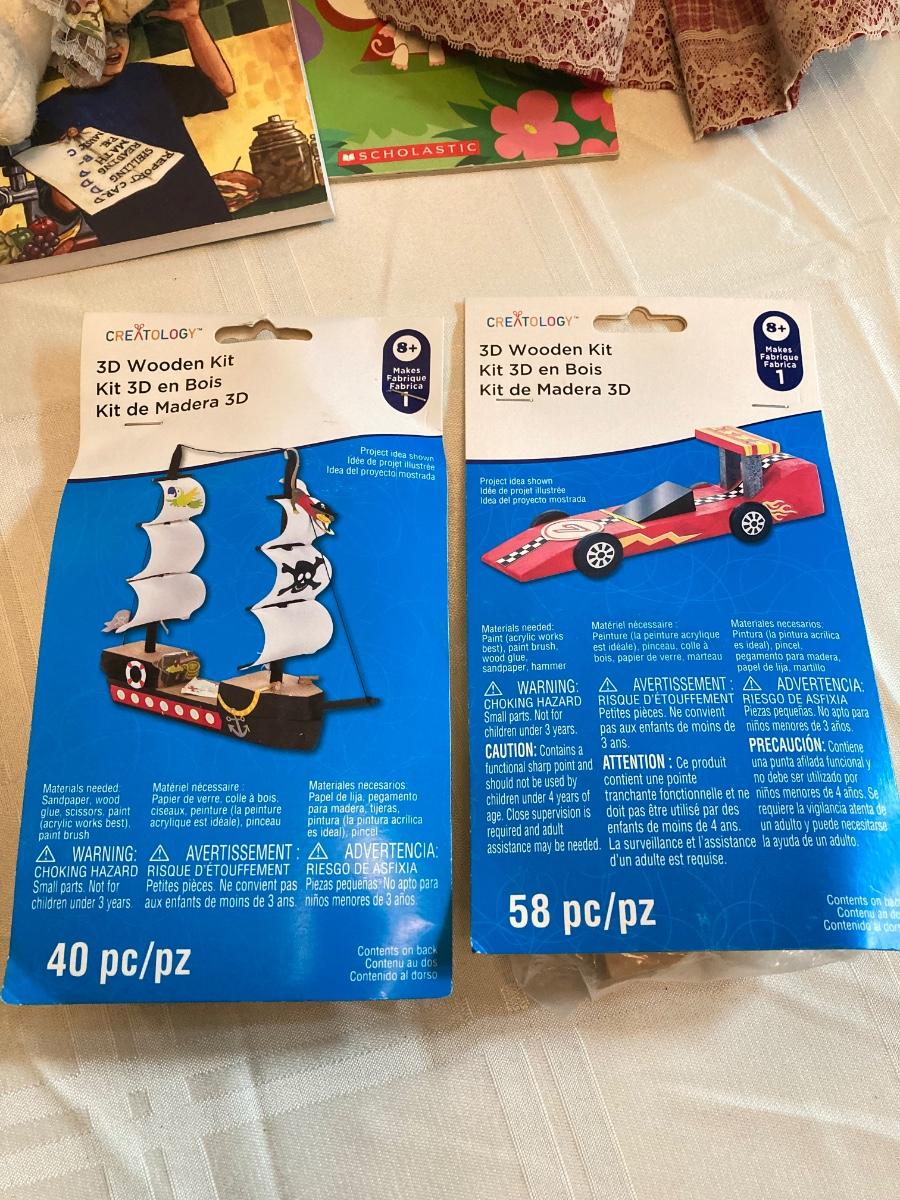 REPORT CARD
SPELLING
READING
MATH
PE
MUSIC
SCHOLASTIC
CREATOLOGY™
3D Wooden Kit
Kit 3D en Bois
Kit de Madera 3D
8+
Makes
Fabrique
Fabrica
1
Project idea shown
Idée de projet illustrée
Idea del proyecto mostrada
Materials needed:
Sandpaper, wood
glue, scissors, paint
(acrylic works best),
paint brush
Matériel nécessaire :
Papier de verre, colle à bois,
ciseaux, peinture (la peinture
acrylique est idéale), pinceau
Materiales necesarios:
Papel de lija, pegamento
para madera, tijeras,
pintura (la pintura acrílica
es ideal), pincel
WARNING:
CHOKING HAZARD
Small parts. Not for
children under 3 years.
AVERTISSEMENT :
RISQUE D'ÉTOUFFEMENT
Petites pièces. Ne convient pas
aux enfants de moins de 3 ans.
ADVERTENCIA:
RIESGO DE ASFIXIA
Piezas pequeñas. No apto para
niños menores de 3 años.
40 pc/pz
Contents on back
Contenu au dos
Contenido al dorso
CREATOLOGY™
3D Wooden Kit
Kit 3D en Bois
Kit de Madera 3D
8+
Makes
Fabrique
Fabrica
1
Project idea shown
Idée de projet illustrée
Idea del proyecto mostrada
Materials needed:
Paint (acrylic works
best), paint brush,
wood glue,
sandpaper, hammer
Matériel nécessaire :
Peinture (la peinture acrylique
est idéale), pinceau, colle à
bois, papier de verre, marteau
Materiales necesarios:
Pintura (la pintura acrílica
es ideal), pincel,
pegamento para madera,
papel de lija, martillo
WARNING:
CHOKING HAZARD
Small parts. Not for
children under 3 years.
CAUTION: Contains a
functional sharp point and
should not be used by
children under 4 years of
age. Close supervision is
required and adult
assistance may be needed.
AVERTISSEMENT :
RISQUE D'ÉTOUFFEMENT
Petites pièces. Ne convient
pas aux enfants de moins de
3 ans.
ATTENTION : Ce produit
contient une pointe
tranchante fonctionnelle et ne
doit pas être utilisé par des
enfants de moins de 4 ans.
La surveillance et l'assistance
d'un adulte est requise.
ADVERTENCIA:
RIESGO DE ASFIXIA
Piezas pequeñas. No apto para
niños menores de 3 años.
PRECAUCIÓN: Contiene
una punta afilada funcional y
no debe ser utilizado por
niños menores de 4 años. Se
requiere la vigilancia atenta de
un adulto y puede necesitarse
la ayuda de un adulto.
58 pc/pz
Contents on back
Contenu au dos
Contenido al dorso